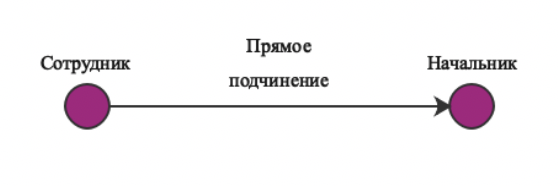 Прямое
Сотрудник
Начальник
подчинение